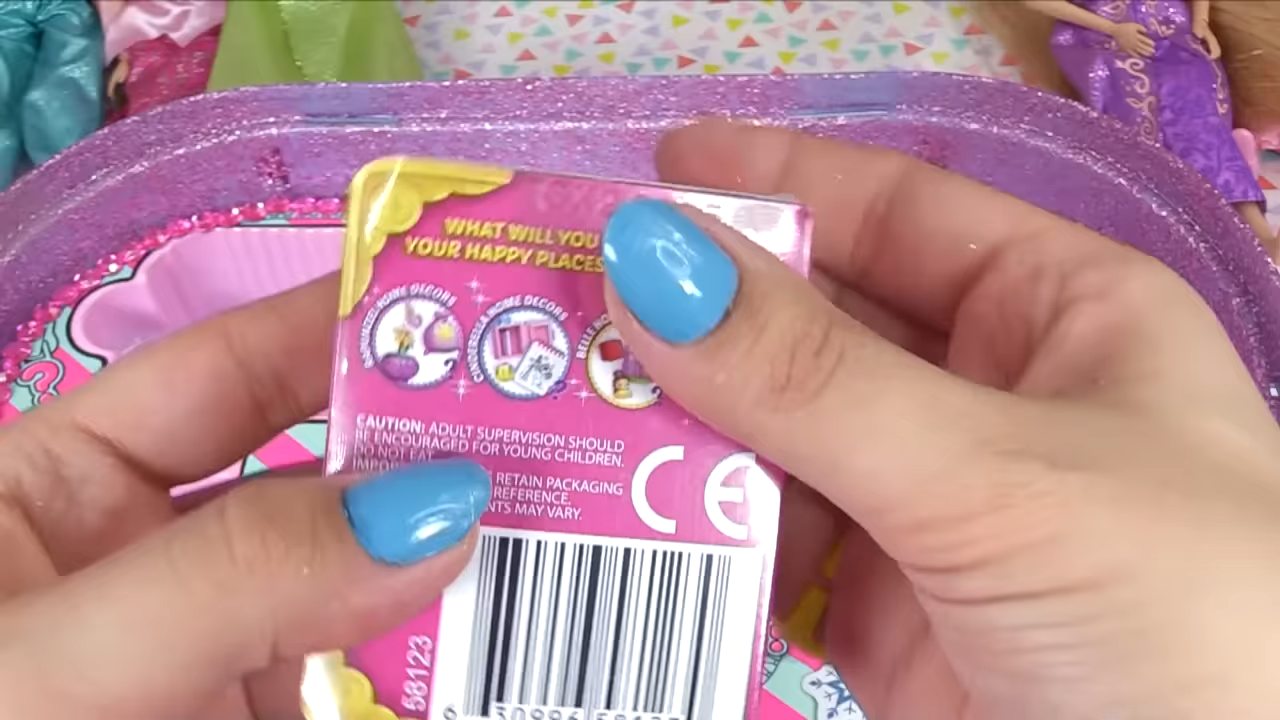 WHAT WILL YOU
YOUR HAPPY PLACES
HOME DECORS
CINDERELLA HOME DECORS
BELLE
CAUTION: ADULT SUPERVISION SHOULD
BE ENCOURAGED FOR YOUNG CHILDREN.
DO NOT EAT
RETAIN PACKAGING
REFERENCE.
MAY VARY.
CE
58123